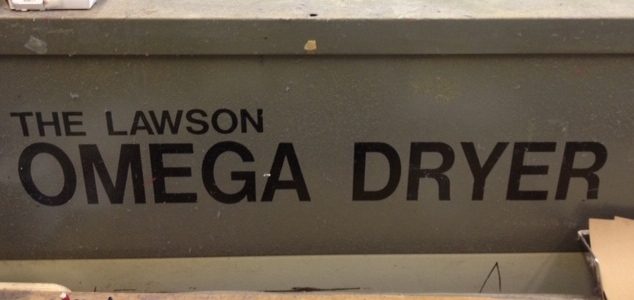 THE LAWSON
OMEGA DRYER